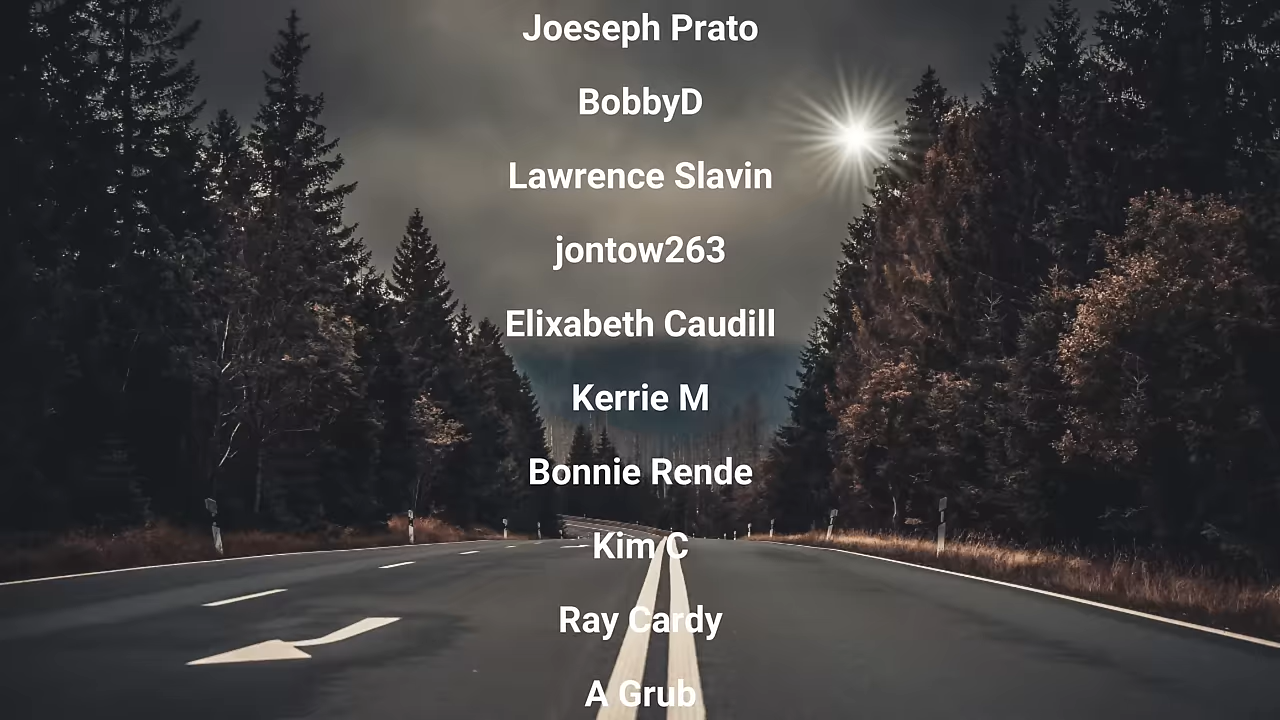 Joeseph Prato
BobbyD
Lawrence Slavin
jontow263
Elixabeth Caudill
Kerrie M
Bonnie Rende
Kim C
Ray Cardy
A Grub